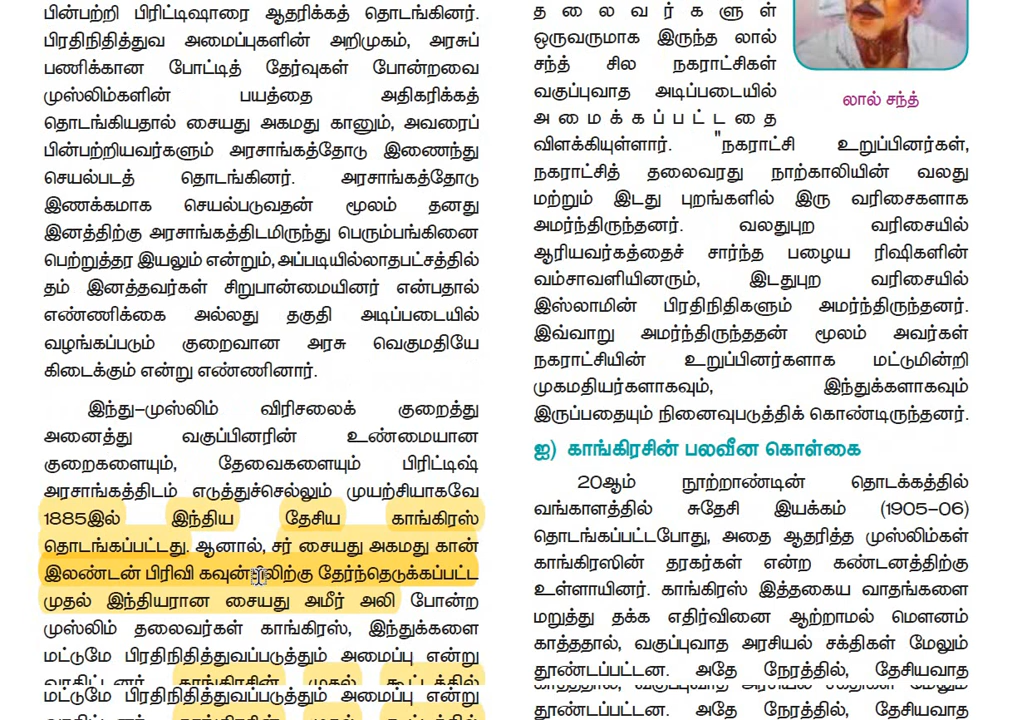 பின்பற்றி பிரிட்டிஷாரை ஆதரிக்கத் தொடங்கினர்.
பிரதிநிதித்துவ அமைப்புகளின் அறிமுகம், அரசுப்
பணிக்கான போட்டித் தேர்வுகள் போன்றவை
முஸ்லிம்களின் பயத்தை அதிகரிக்கத்
தொடங்கியதால் சையது அகமது கானும், அவரைப்
பின்பற்றியவர்களும் அரசாங்கத்தோடு இணைந்து
செயல்படத் தொடங்கினர். அரசாங்கத்தோடு
இணக்கமாக செயல்படுவதன் மூலம் தனது
இனத்திற்கு அரசாங்கத்திடமிருந்து பெரும்பங்கினை
பெற்றுத்தர இயலும் என்றும், அப்படியில்லாதபட்சத்தில்
தம் இனத்தவர்கள் சிறுபான்மையினர் என்பதால்
எண்ணிக்கை அல்லது தகுதி அடிப்படையில்
வழங்கப்படும் குறைவான அரசு வெகுமதியே
கிடைக்கும் என்று எண்ணினார்.
இந்து-முஸ்லிம் விரிசலைக் குறைத்து
அனைத்து வகுப்பினரின் உண்மையான
குறைகளையும், தேவைகளையும் பிரிட்டிஷ்
அரசாங்கத்திடம் எடுத்துச்செல்லும் முயற்சியாகவே
1885இல் இந்திய தேசிய காங்கிரஸ்
தொடங்கப்பட்டது. ஆனால், சர் சையது அகமது கான்
இலண்டன் பிரிவி கவுன்சிலிற்கு தேர்ந்தெடுக்கப்பட்ட
முதல் இந்தியரான சையது அமீர் அலி போன்ற
முஸ்லிம் தலைவர்கள் காங்கிரஸ், இந்துக்களை
மட்டுமே பிரதிநிதித்துவப்படுத்தும் அமைப்பு என்று
காங்கிரசின் முதல் கூட்டத்தில்
மட்டுமே பிரதிநிதித்துவப்படுத்தும் அமைப்பு என்று
தலைவர்களுள்
ஒருவருமாக இருந்த லால்
சந்த் சில நகராட்சிகள்
வகுப்புவாத அடிப்படையில்
அமைக்கப்பட்டதை
விளக்கியுள்ளார். "நகராட்சி உறுப்பினர்கள்,
நகராட்சித் தலைவரது நாற்காலியின் வலது
மற்றும் இடது புறங்களில் இரு வரிசைகளாக
அமர்ந்திருந்தனர். வலதுபுற வரிசையில்
ஆரியவர்கத்தைச் சார்ந்த பழைய ரிஷிகளின்
வம்சாவளியினரும், இடதுபுற வரிசையில்
இஸ்லாமின் பிரதிநிதிகளும் அமர்ந்திருந்தனர்.
இவ்வாறு அமர்ந்திருந்ததன் மூலம் அவர்கள்
நகராட்சியின் உறுப்பினர்களாக மட்டுமின்றி
முகமதியர்களாகவும், இந்துக்களாகவும்
இருப்பதையும் நினைவுபடுத்திக் கொண்டிருந்தனர்.
லால் சந்த்
ஐ) காங்கிரசின் பலவீன கொள்கை
20ஆம் நூற்றாண்டின் தொடக்கத்தில்
வங்காளத்தில் சுதேசி இயக்கம் (1905-06)
தொடங்கப்பட்டபோது, அதை ஆதரித்த முஸ்லிம்கள்
காங்கிரஸின் தரகர்கள் என்ற கண்டனத்திற்கு
உள்ளாயினர். காங்கிரஸ் இத்தகைய வாதங்களை
மறுத்து தக்க எதிர்வினை ஆற்றாமல் மௌனம்
காத்ததால், வகுப்புவாத அரசியல் சக்திகள் மேலும்
தூண்டப்பட்டன. அதே நேரத்தில், தேசியவாத
தூண்டப்பட்டன. அதே நேரத்தில், தேசியவாத